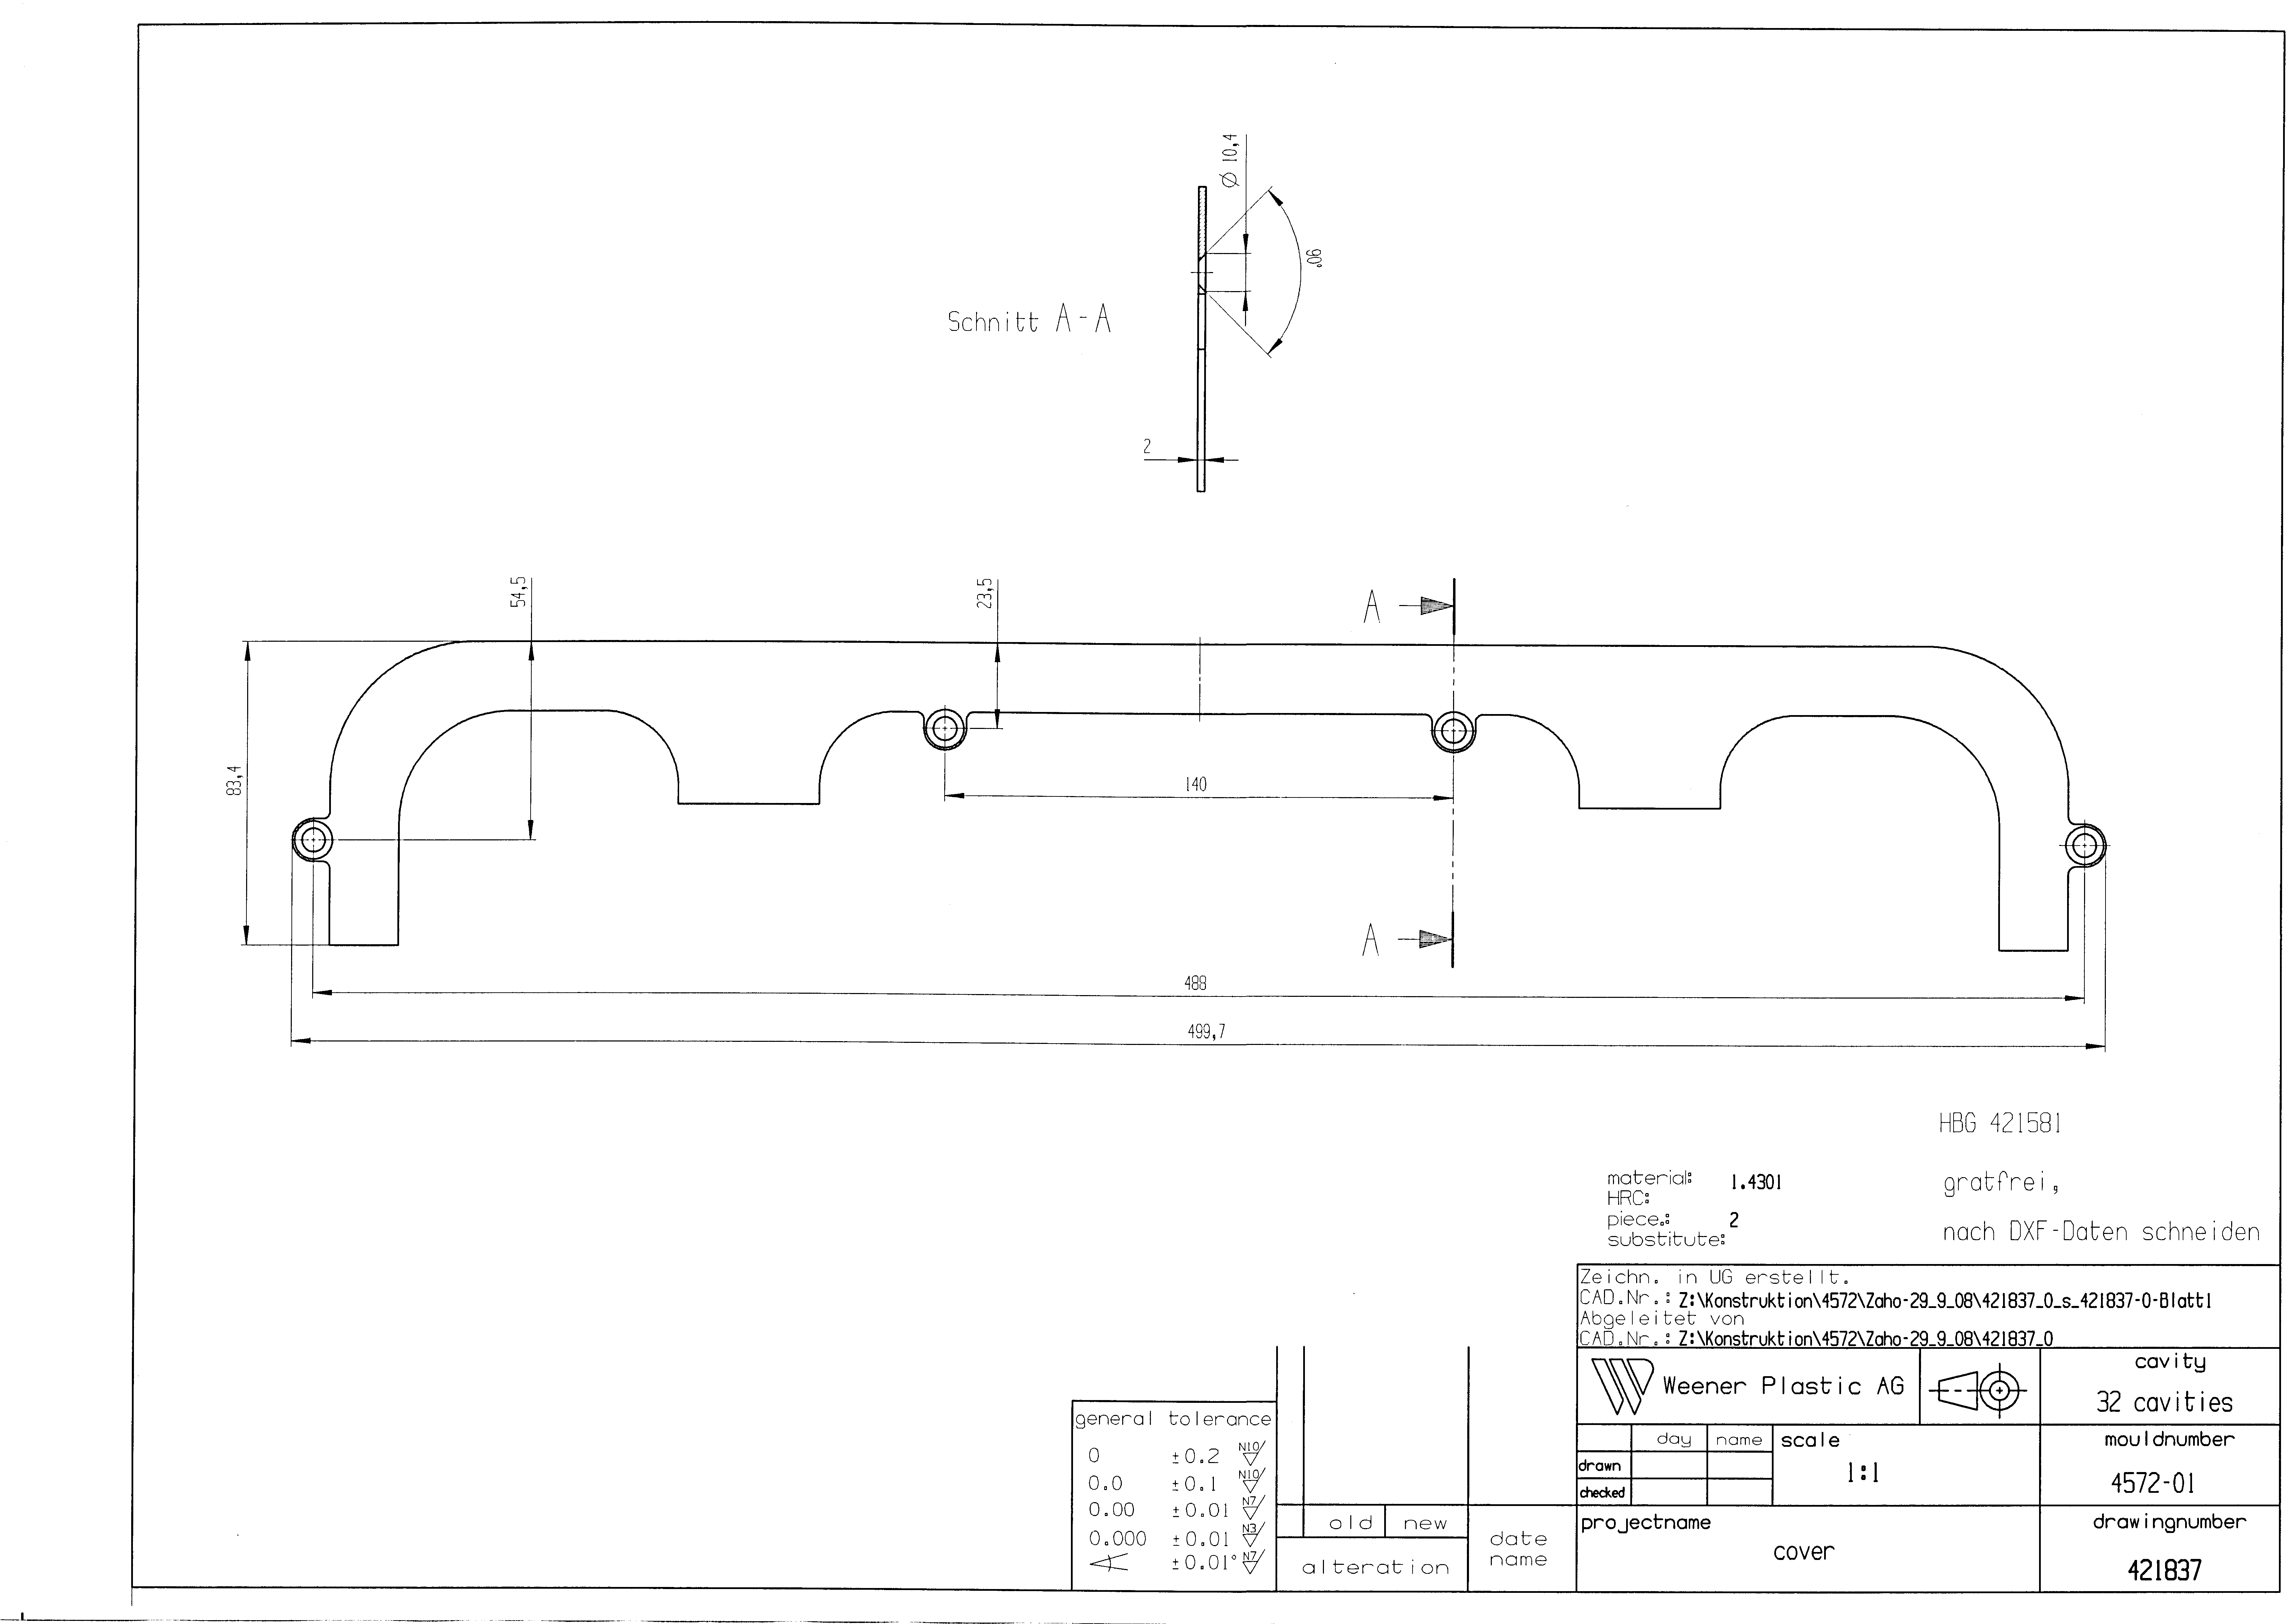 Ø 10,4
90°
Schnitt A-A
2
54,5
23,5
A
83,4
140
A
488
499,7
HBG 421581
material: 1.4301
HRC:
piece.: 2
substitute:
gratfrei,
nach DXF-Daten schneiden
Zeichn. in UG erstellt.
CAD.Nr.: Z:\Konstruktion\4572\Zaho-29_9_08\421837_0_s_421837-0-Blatt1
Abgeleitet von
CAD.Nr.: Z:\Konstruktion\4572\Zaho-29_9_08\421837_0
Weener Plastic AG
cavity
32 cavities
day name
drawn
checked
scale
1:1
mouldnumber
4572-01
projectname
cover
drawingnumber
421837
general tolerance
0 ±0.2 N10
0.0 ±0.1 N10
0.00 ±0.01 N7
0.000 ±0.01 N3
±0.01° N7
old new
alteration
date
name